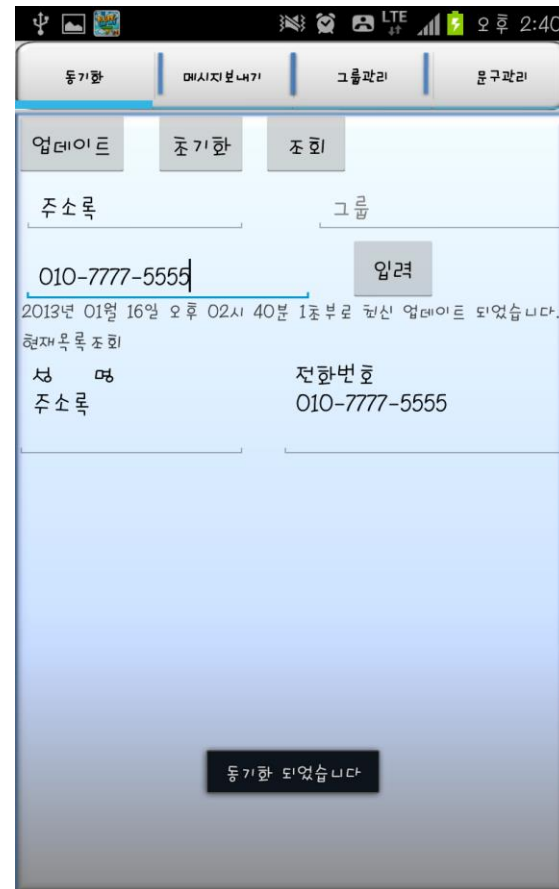 LTE 오후 2:40
동기화 메시지보내기 그룹관리 문구관리
업데이트 초기화 조회
주소록 그룹
010-7777-5555 입력
2013년 01월 16일 오후 02시 40분 1초부로 최신 업데이트 되었습니다.
현재목록조회
성 명 전화번호
주소록 010-7777-5555
동기화 되었습니다